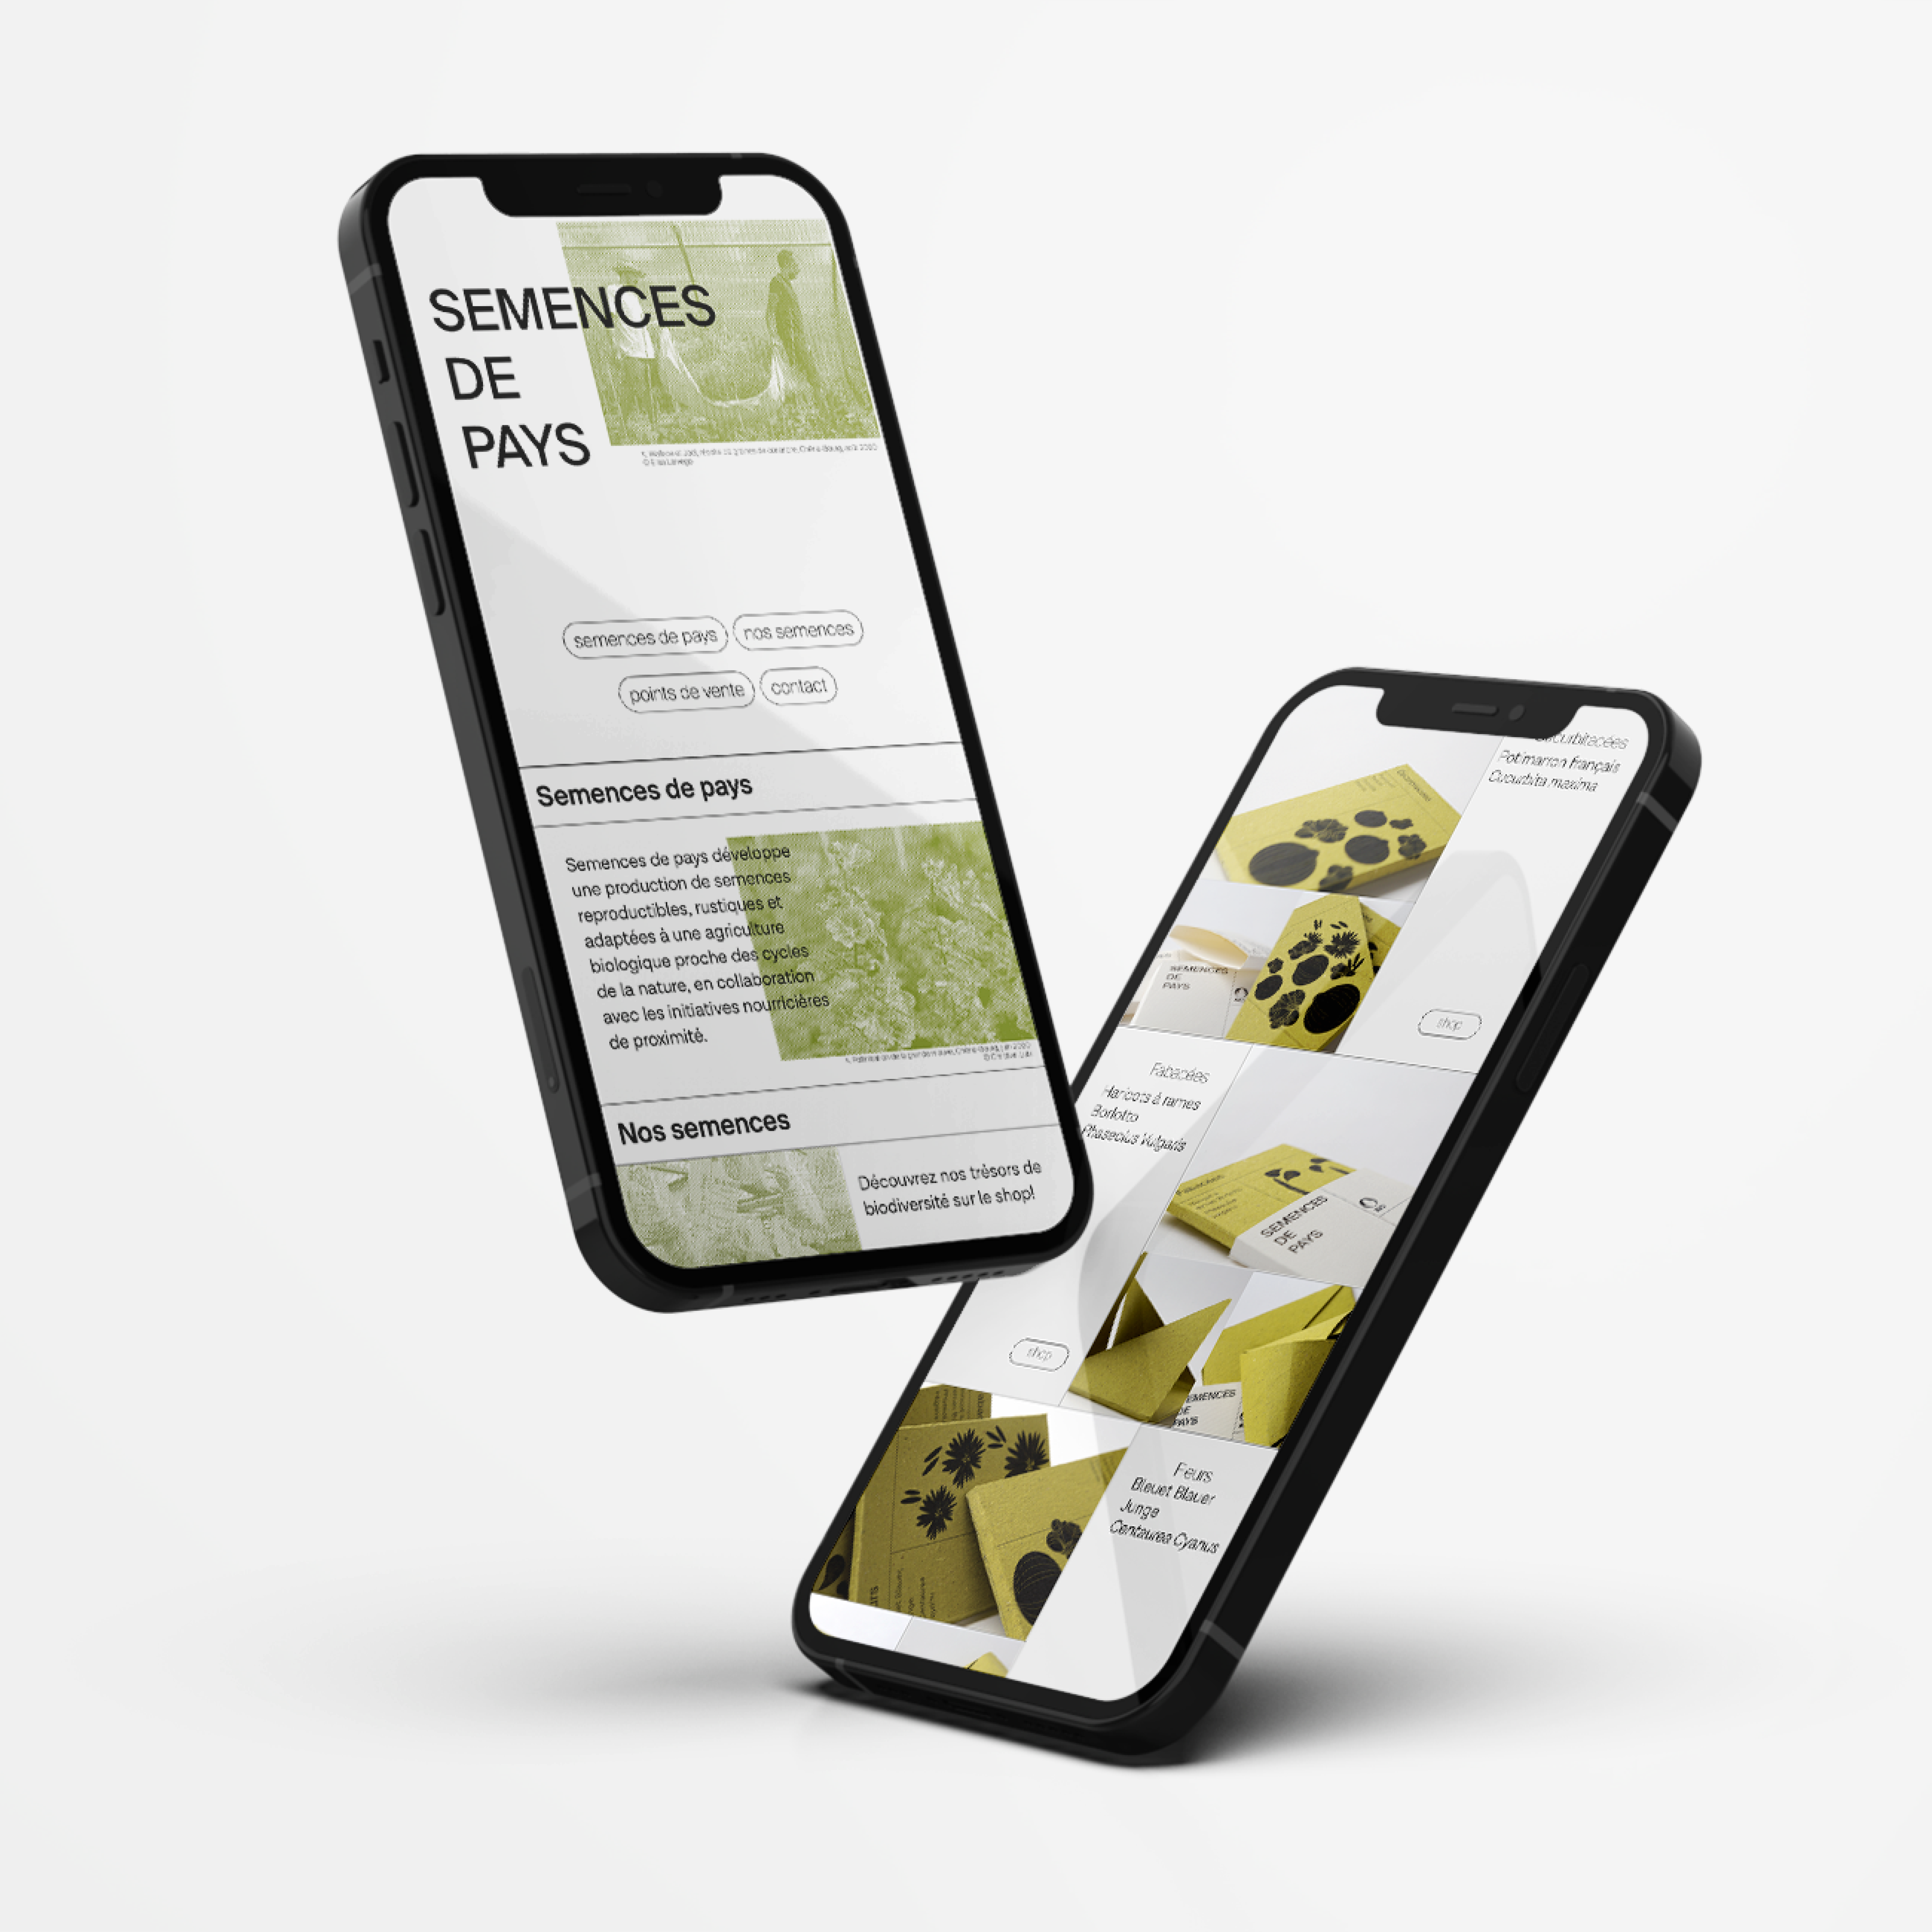 SEMENCES
DE
PAYS
semences de pays
nos semences
points de vente
contact
Semences de pays
Semences de pays développe
une production de semences
reproductibles, rustiques et
adaptées à une agriculture
biologique proche des cycles
de la nature, en collaboration
avec les initiatives nourricières
de proximité.
Nos semences
Découvrez nos trésors de
biodiversité sur le shop!
Potimarron français
Cucurbita maxima
SEMENCES
DE
PAYS
shop
Fabacées
Haricots à rames
Borlotto
Phaseolus Vulgaris
SEMENCES
DE
PAYS
shop
DE
PAYS
Fleurs
Bleuet Blauer
Junge
Centaurea Cyanus